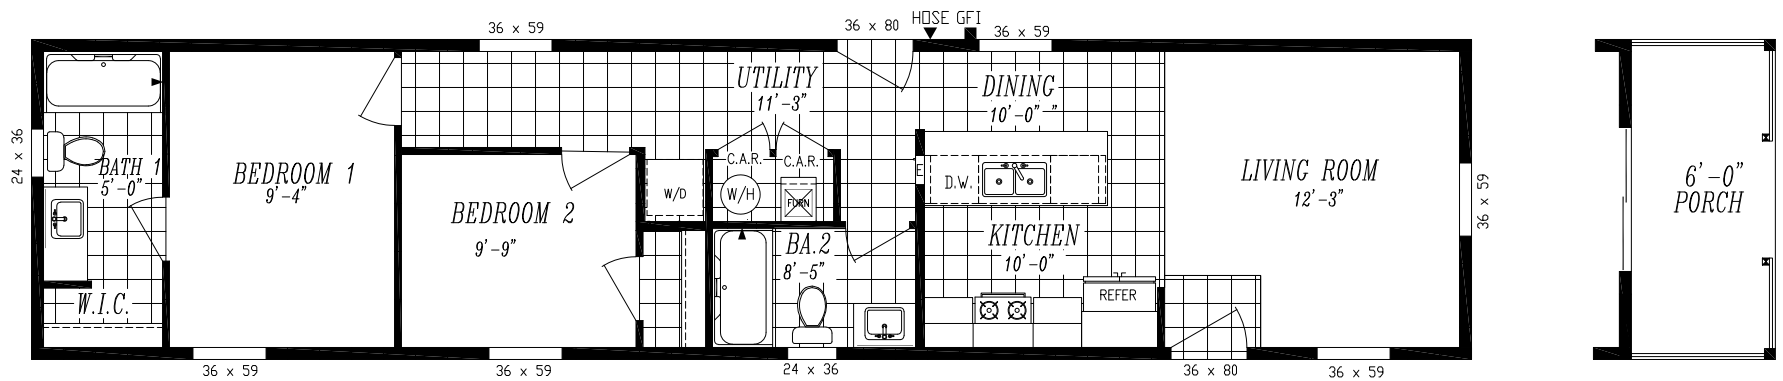 HOSE GFI
36 x 59
36 x 80
36 x 59
UTILITY
11'-3"
DINING
10'-0" "
24 x 36
BATH 1
5'-0"
BEDROOM 1
9'-4"
C.A.R.
C.A.R.
W/D
W/H
FURN
E
D.W.
LIVING ROOM
12'-3"
36 x 59
6'-0"
PORCH
BEDROOM 2
9'-9"
BA.2
8'-5"
KITCHEN
10'-0"
REFER
W.I.C.
36 x 59
36 x 59
24 x 36
36 x 80
36 x 59